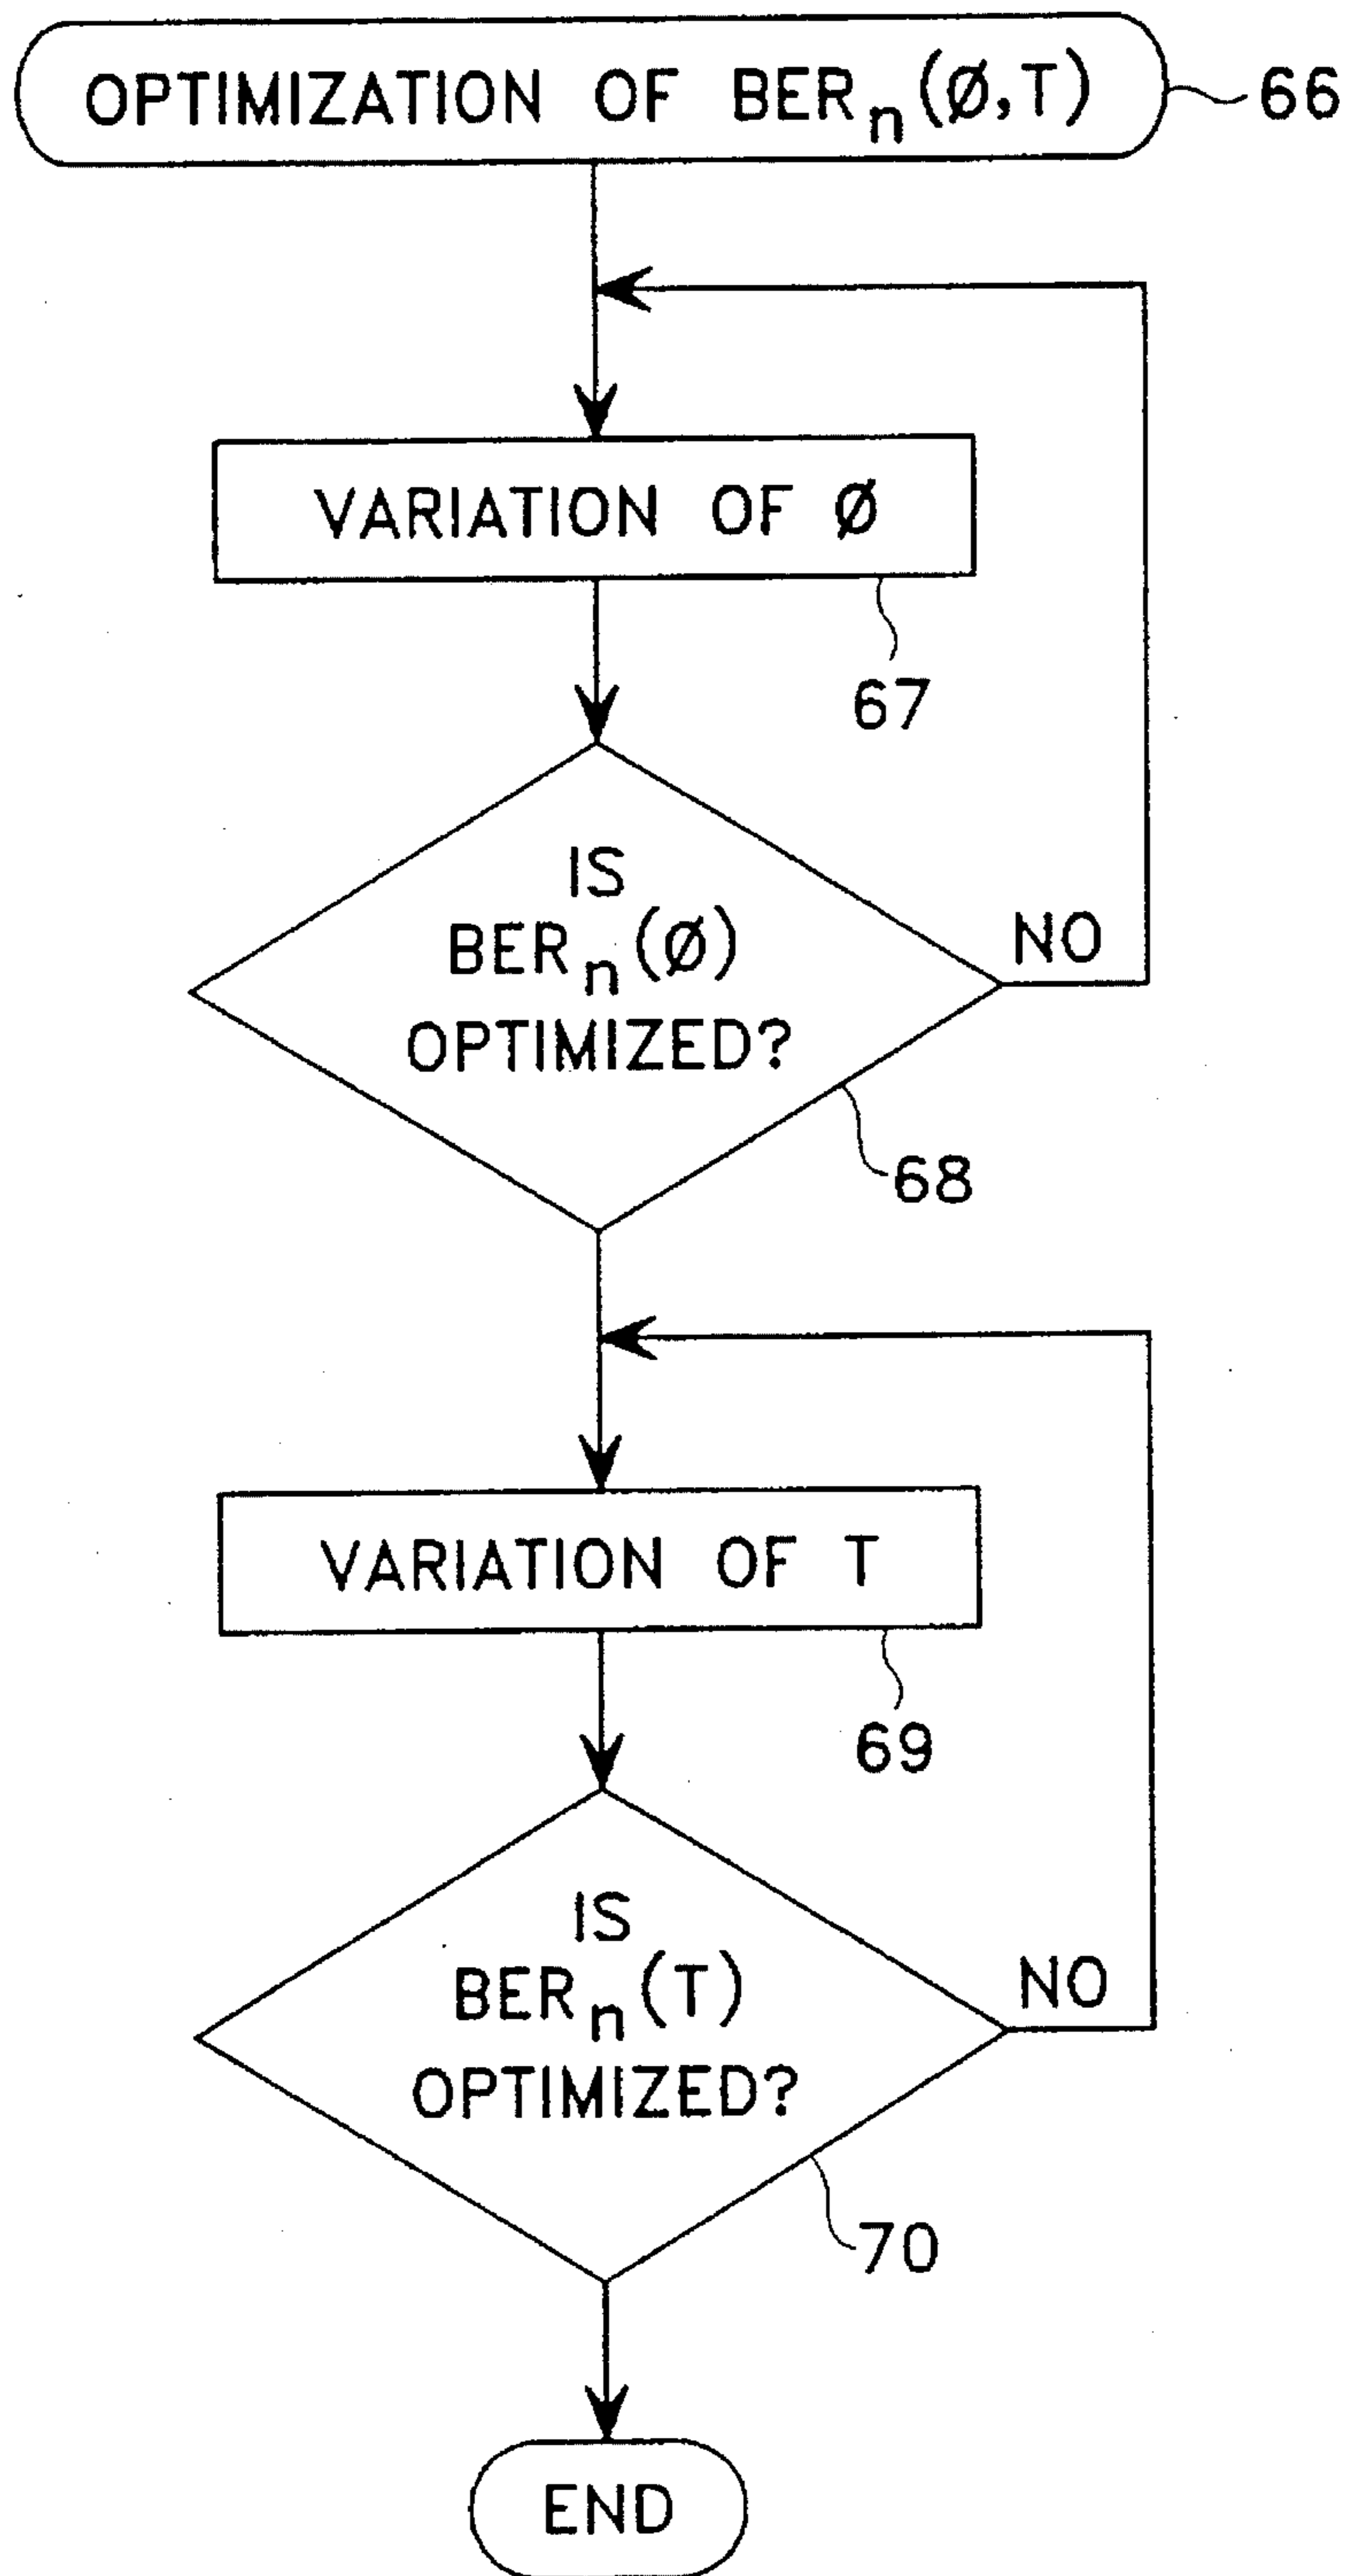 OPTIMIZATION OF BERn(Ø,T)
66
VARIATION OF Ø
67
IS
BERn(Ø)
OPTIMIZED?
NO
68
VARIATION OF T
69
IS
BERn(T)
OPTIMIZED?
NO
70
END